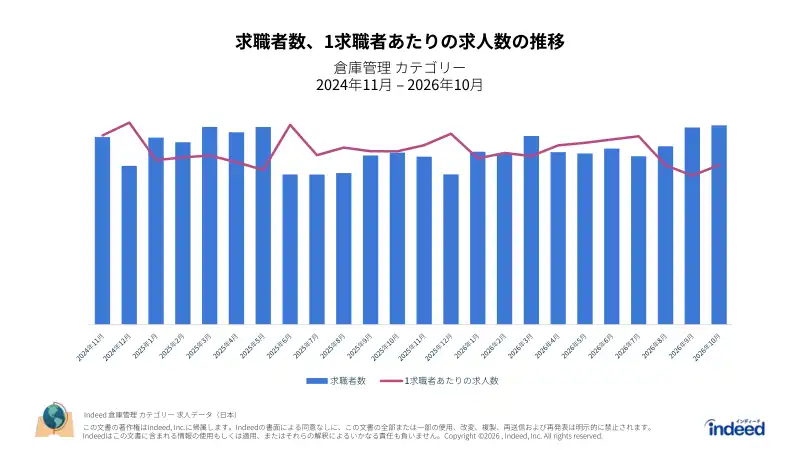 求職者数、1求職者あたりの求人数の推移
倉庫管理 カテゴリー
2024年11月 – 2026年10月
2024年11月
2024年12月
2025年1月
2025年2月
2025年3月
2025年4月
2025年5月
2025年6月
2025年7月
2025年8月
2025年9月
2025年10月
2025年11月
2025年12月
2026年1月
2026年2月
2026年3月
2026年4月
2026年5月
2026年6月
2026年7月
2026年8月
2026年9月
2026年10月
求職者数
1求職者あたりの求人数
Indeed 倉庫管理 カテゴリー 求人データ（日本）
この文書の著作権はIndeed, Inc.に帰属します。Indeedの書面による同意なしに、この文書の全部または一部の使用、改変、複製、再送信および再発表は明示的に禁止されます。
Indeedはこの文書に含まれる情報の使用もしくは適用、またはそれらの解釈によるいかなる責任も負いません。Copyright ©2026 , Indeed, Inc. All rights reserved.
インディード
indeed